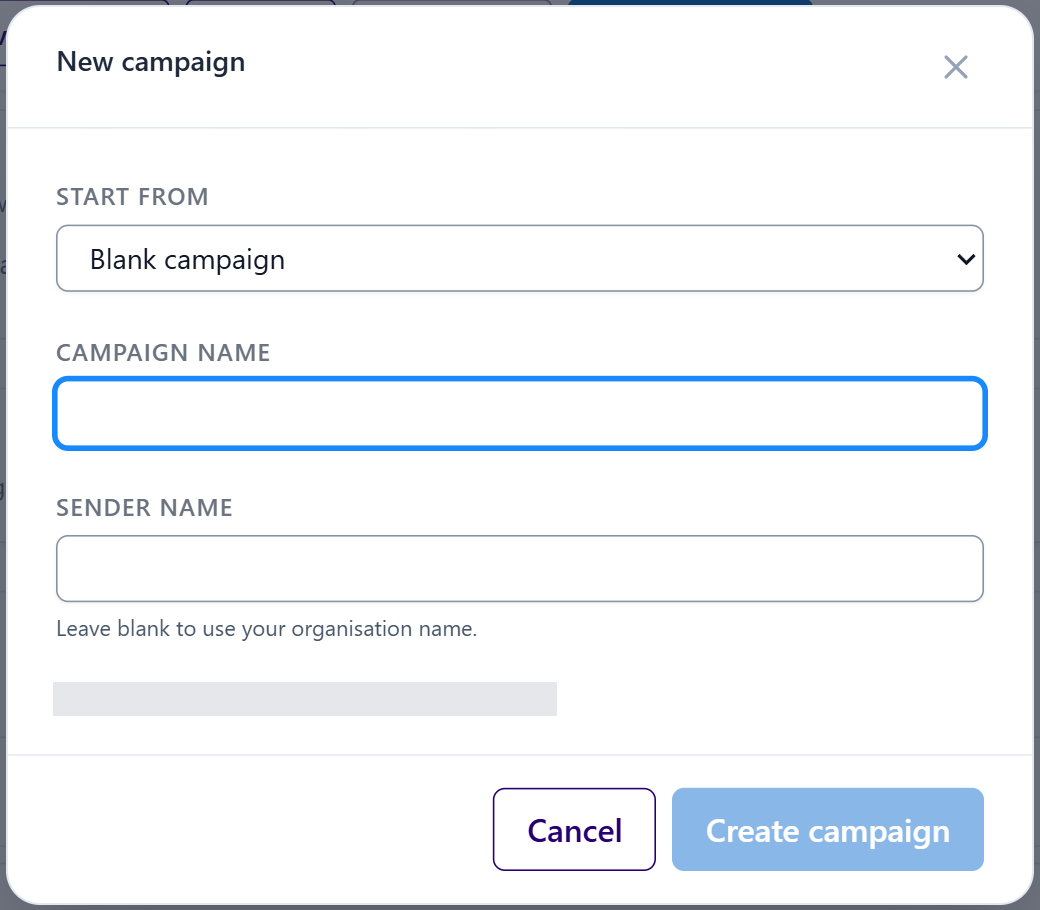 New campaign
START FROM
Blank campaign
CAMPAIGN NAME
SENDER NAME
Leave blank to use your organisation name.
Cancel
Create campaign